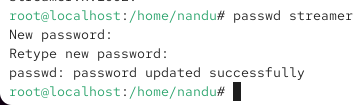 root@localhost:/home/nandu# passwd streamer
New password:
Retype new password:
passwd: password updated successfully
root@localhost:/home/nandu#